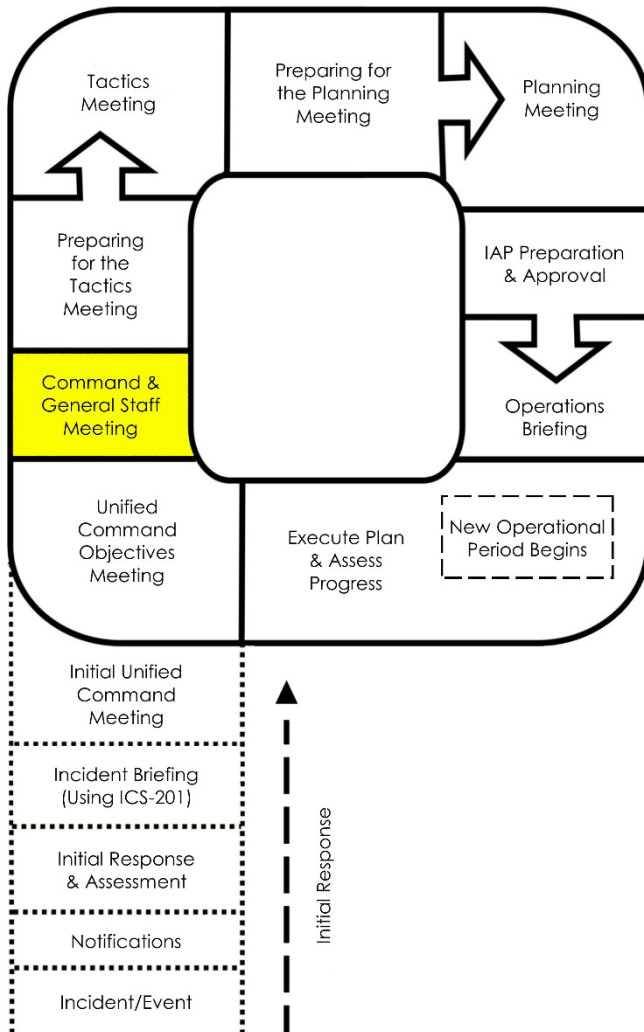 Tactics
Meeting
Preparing for
the Planning
Meeting
Planning
Meeting
Preparing
for the
Tactics
Meeting
IAP Preparation
& Approval
Command &
General Staff
Meeting
Operations
Briefing
Unified
Command
Objectives
Meeting
Execute Plan
& Assess
Progress
New Operational
Period Begins
Initial Unified
Command
Meeting
Incident Briefing
(Using ICS-201)
Initial Response
& Assessment
Notifications
Incident/Event
Initial Response